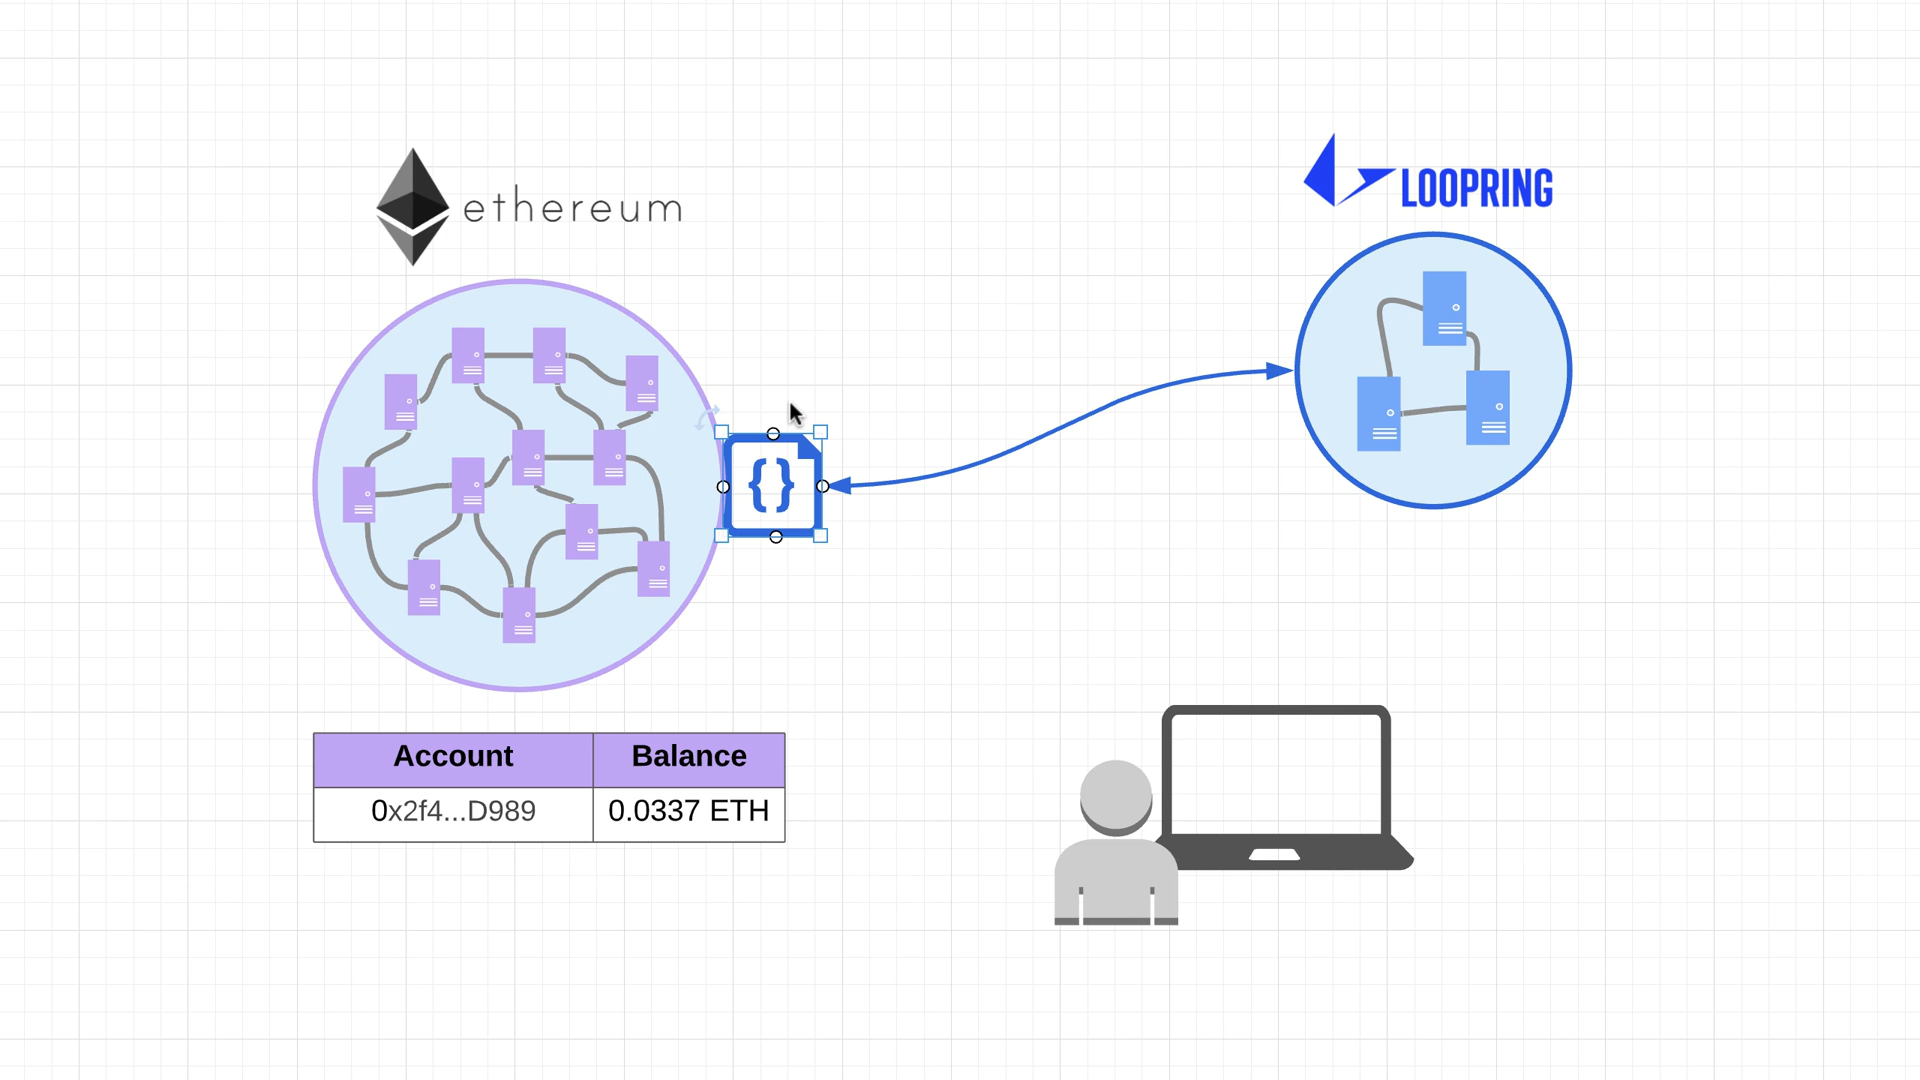 ethereum
LOOPRING
{}
Account Balance
0x2f4...D989 0.0337 ETH